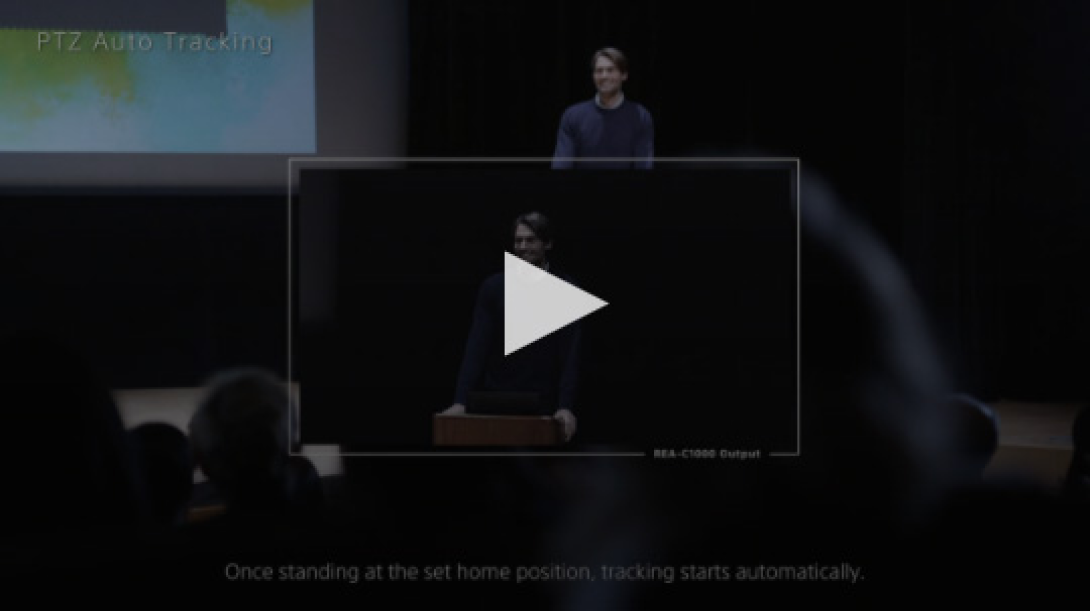 PTZ Auto Tracking
REA-C1000 Output
Once standing at the set home position, tracking starts automatically.